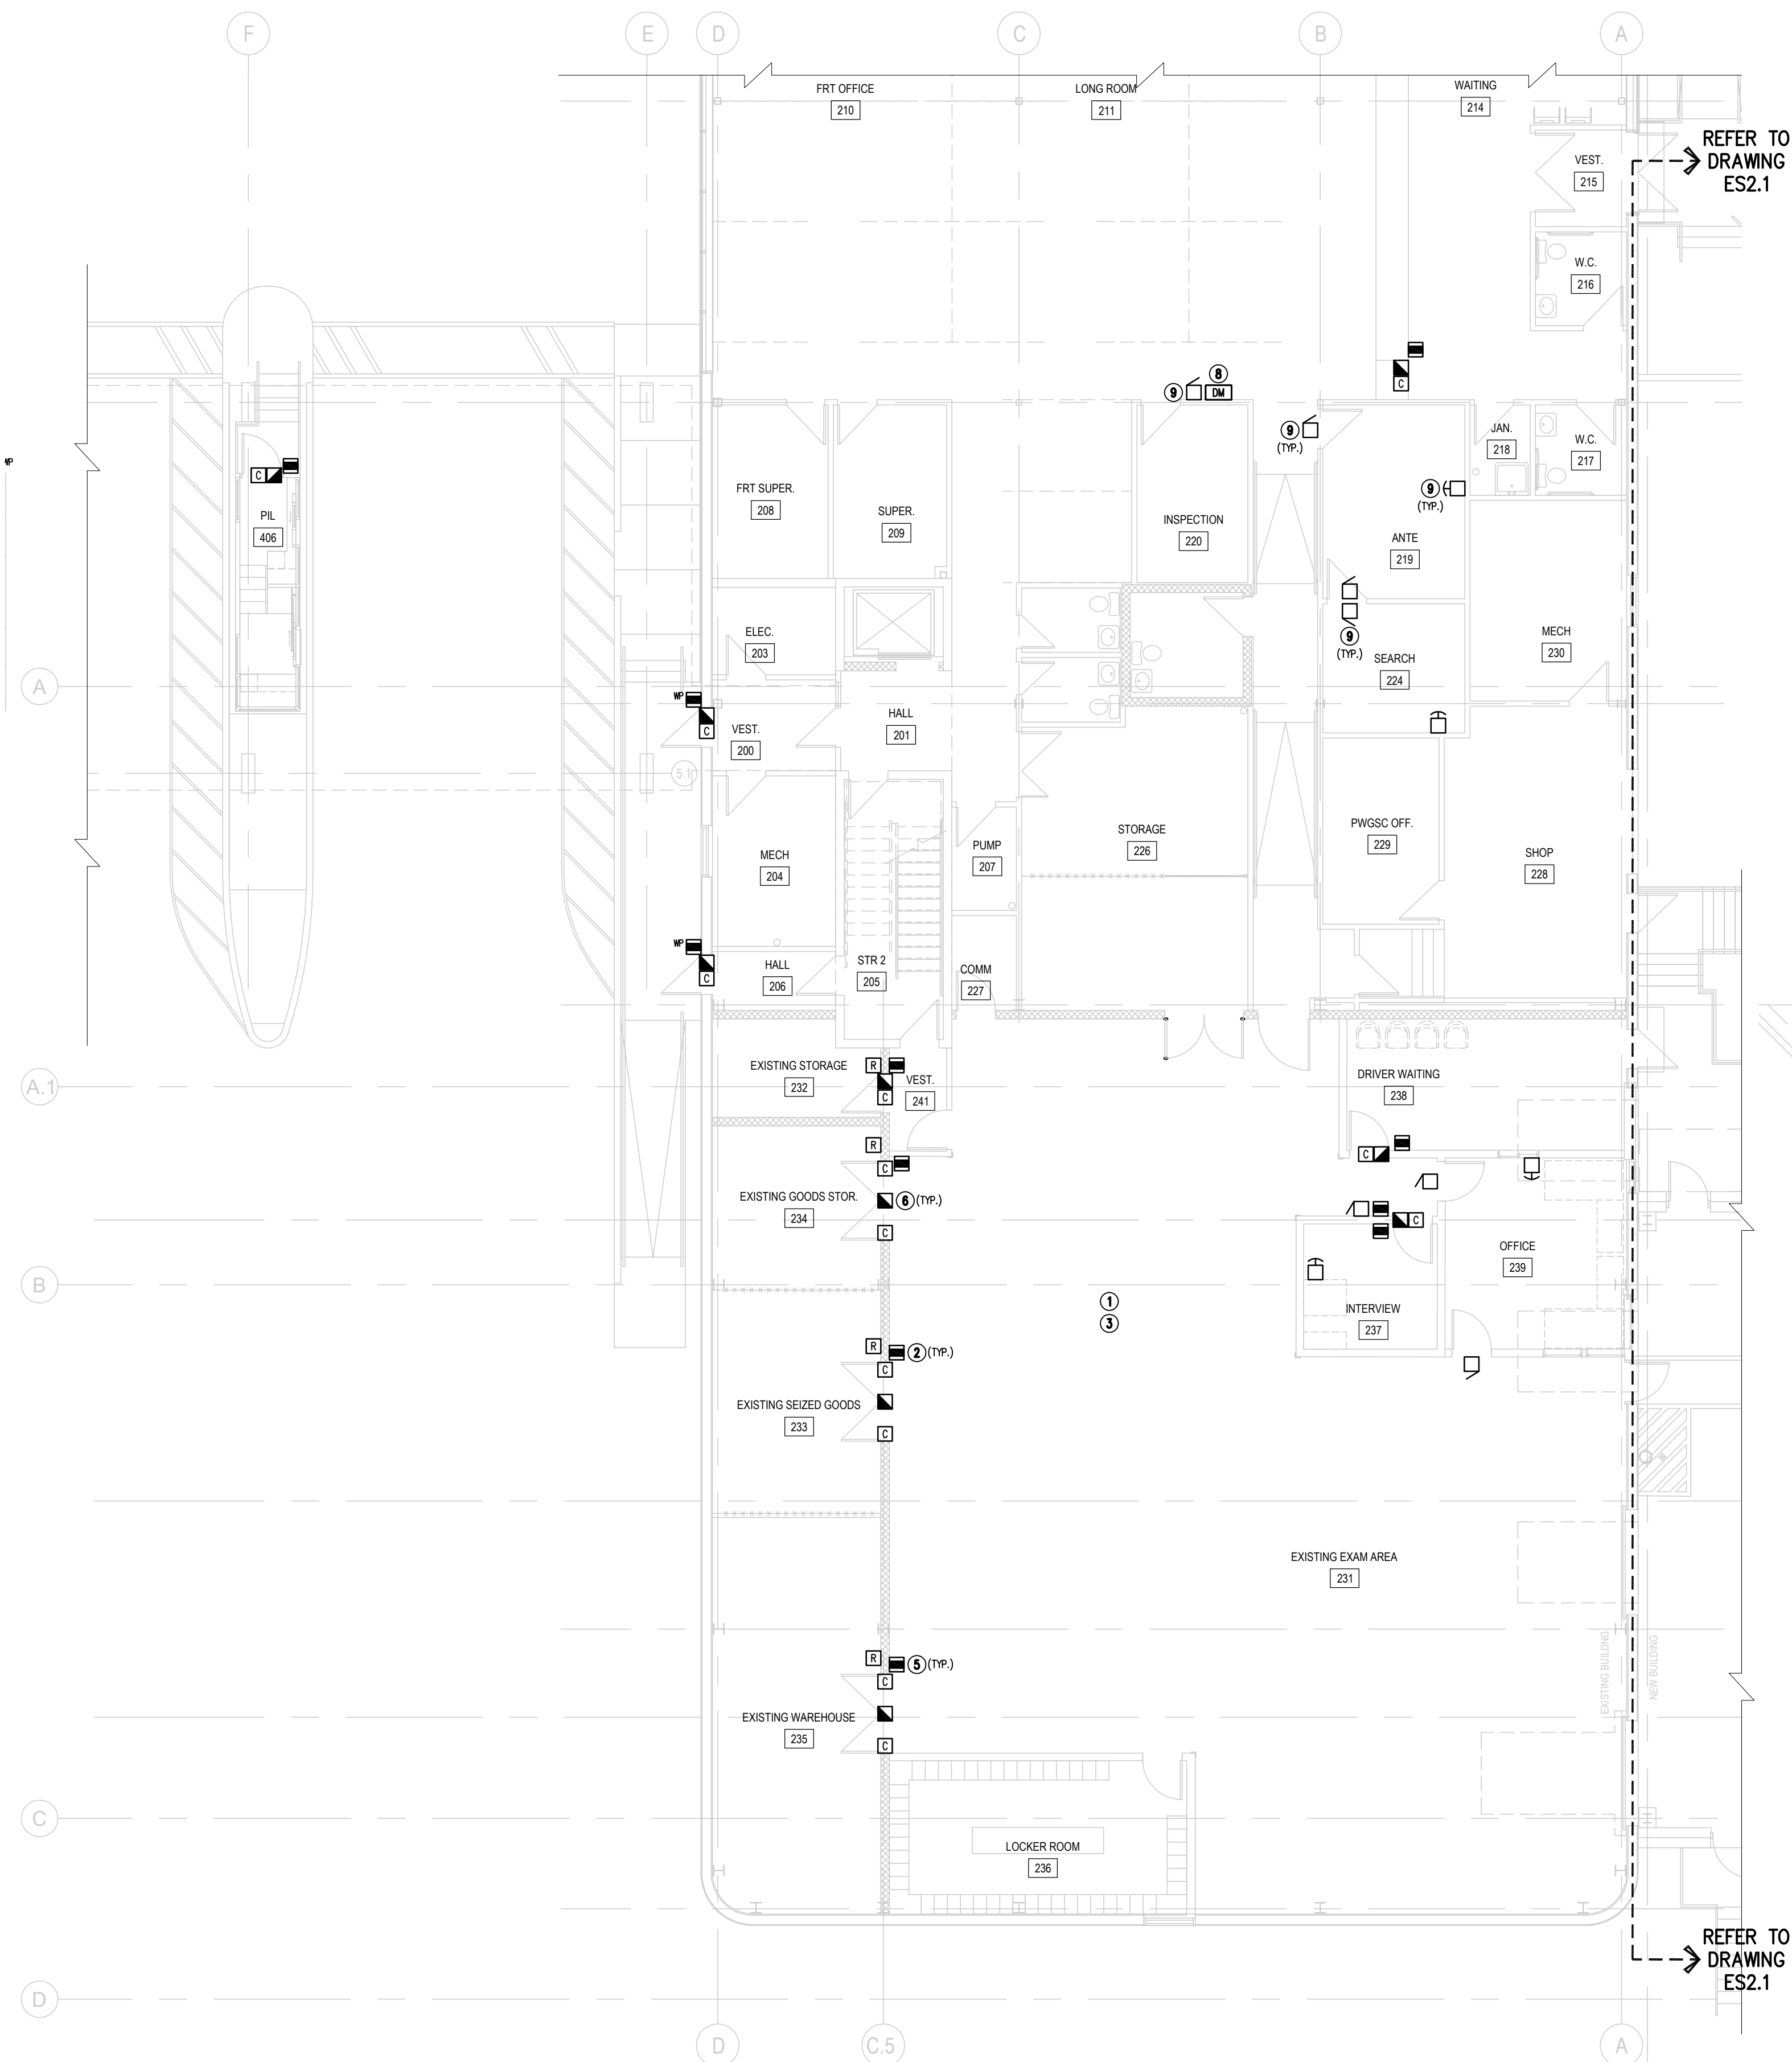 F
E
D
C
B
A
FRT OFFICE
210
LONG ROOM
211
WAITING
214
REFER TO
DRAWING
ES2.1
VEST.
215
W.C.
216
C
8
9
DM
9
(TYP.)
JAN.
218
W.C.
217
WP
C
PIL
406
FRT SUPER.
208
SUPER.
209
INSPECTION
220
9
(TYP.)
ANTE
219
ELEC.
203
9
(TYP.)
SEARCH
224
MECH
230
A
WP
C
VEST.
200
HALL
201
5.1
MECH
204
PUMP
207
STORAGE
226
PWGSC OFF.
229
SHOP
228
WP
C
HALL
206
STR 2
205
COMM
227
A.1
EXISTING STORAGE
232
R
C
VEST.
241
DRIVER WAITING
238
R
C
C
EXISTING GOODS STOR.
234
6
(TYP.)
C
C
OFFICE
239
B
1
3
INTERVIEW
237
R
2
(TYP.)
C
EXISTING SEIZED GOODS
233
C
EXISTING EXAM AREA
231
R
5
(TYP.)
C
EXISTING BUILDING
NEW BUILDING
EXISTING WAREHOUSE
235
C
C
LOCKER ROOM
236
REFER TO
DRAWING
ES2.1
D
D
C.5
A